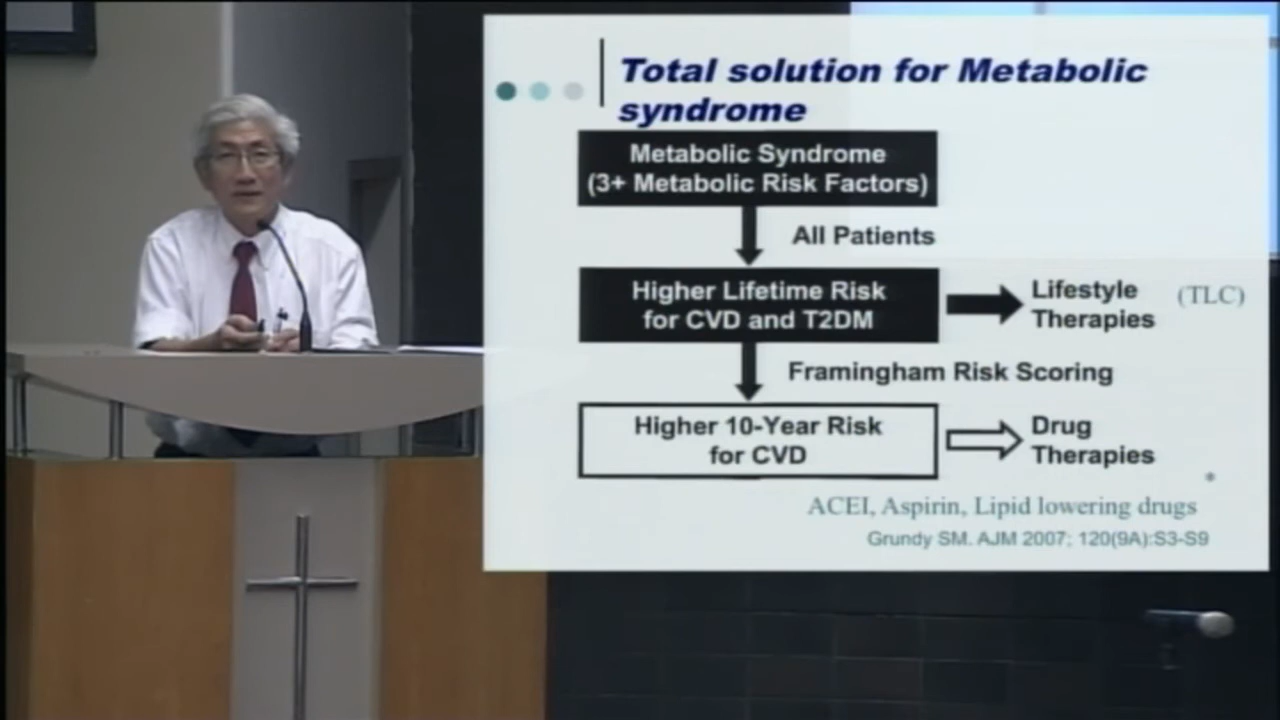 Total solution for Metabolic
syndrome
Metabolic Syndrome
(3+ Metabolic Risk Factors)
All Patients
Higher Lifetime Risk
for CVD and T2DM
Lifestyle
Therapies
(TLC)
Framingham Risk Scoring
Higher 10-Year Risk
for CVD
Drug
Therapies
*
ACEI, Aspirin, Lipid lowering drugs
Grundy SM. AJM 2007; 120(9A):S3-S9